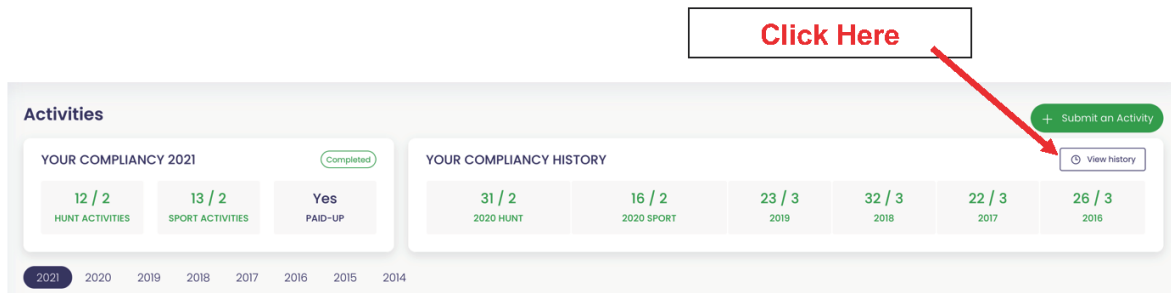 Click Here
Activities
+ Submit an Activity
YOUR COMPLIANCY 2021
Completed
12 / 2
HUNT ACTIVITIES
13 / 2
SPORT ACTIVITIES
Yes
PAID-UP
YOUR COMPLIANCY HISTORY
View history
31 / 2
2020 HUNT
16 / 2
2020 SPORT
23 / 3
2019
32 / 3
2018
22 / 3
2017
26 / 3
2016
2021 2020 2019 2018 2017 2016 2015 2014